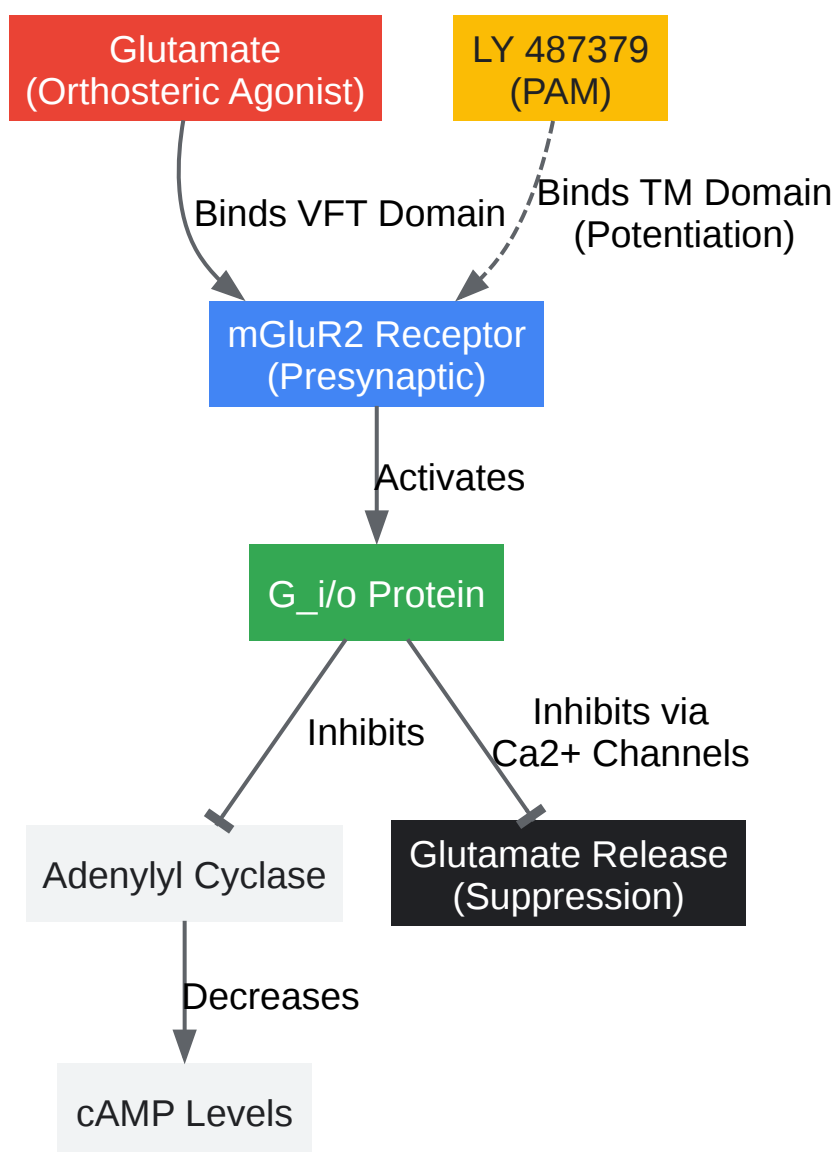 Glutamate
(Orthosteric Agonist)
LY 487379
(PAM)
Binds VFT Domain
Binds TM Domain
(Potentiation)
mGluR2 Receptor
(Presynaptic)
Activates
G_i/o Protein
Inhibits
Inhibits via
Ca2+ Channels
Adenylyl Cyclase
Glutamate Release
(Suppression)
Decreases
cAMP Levels